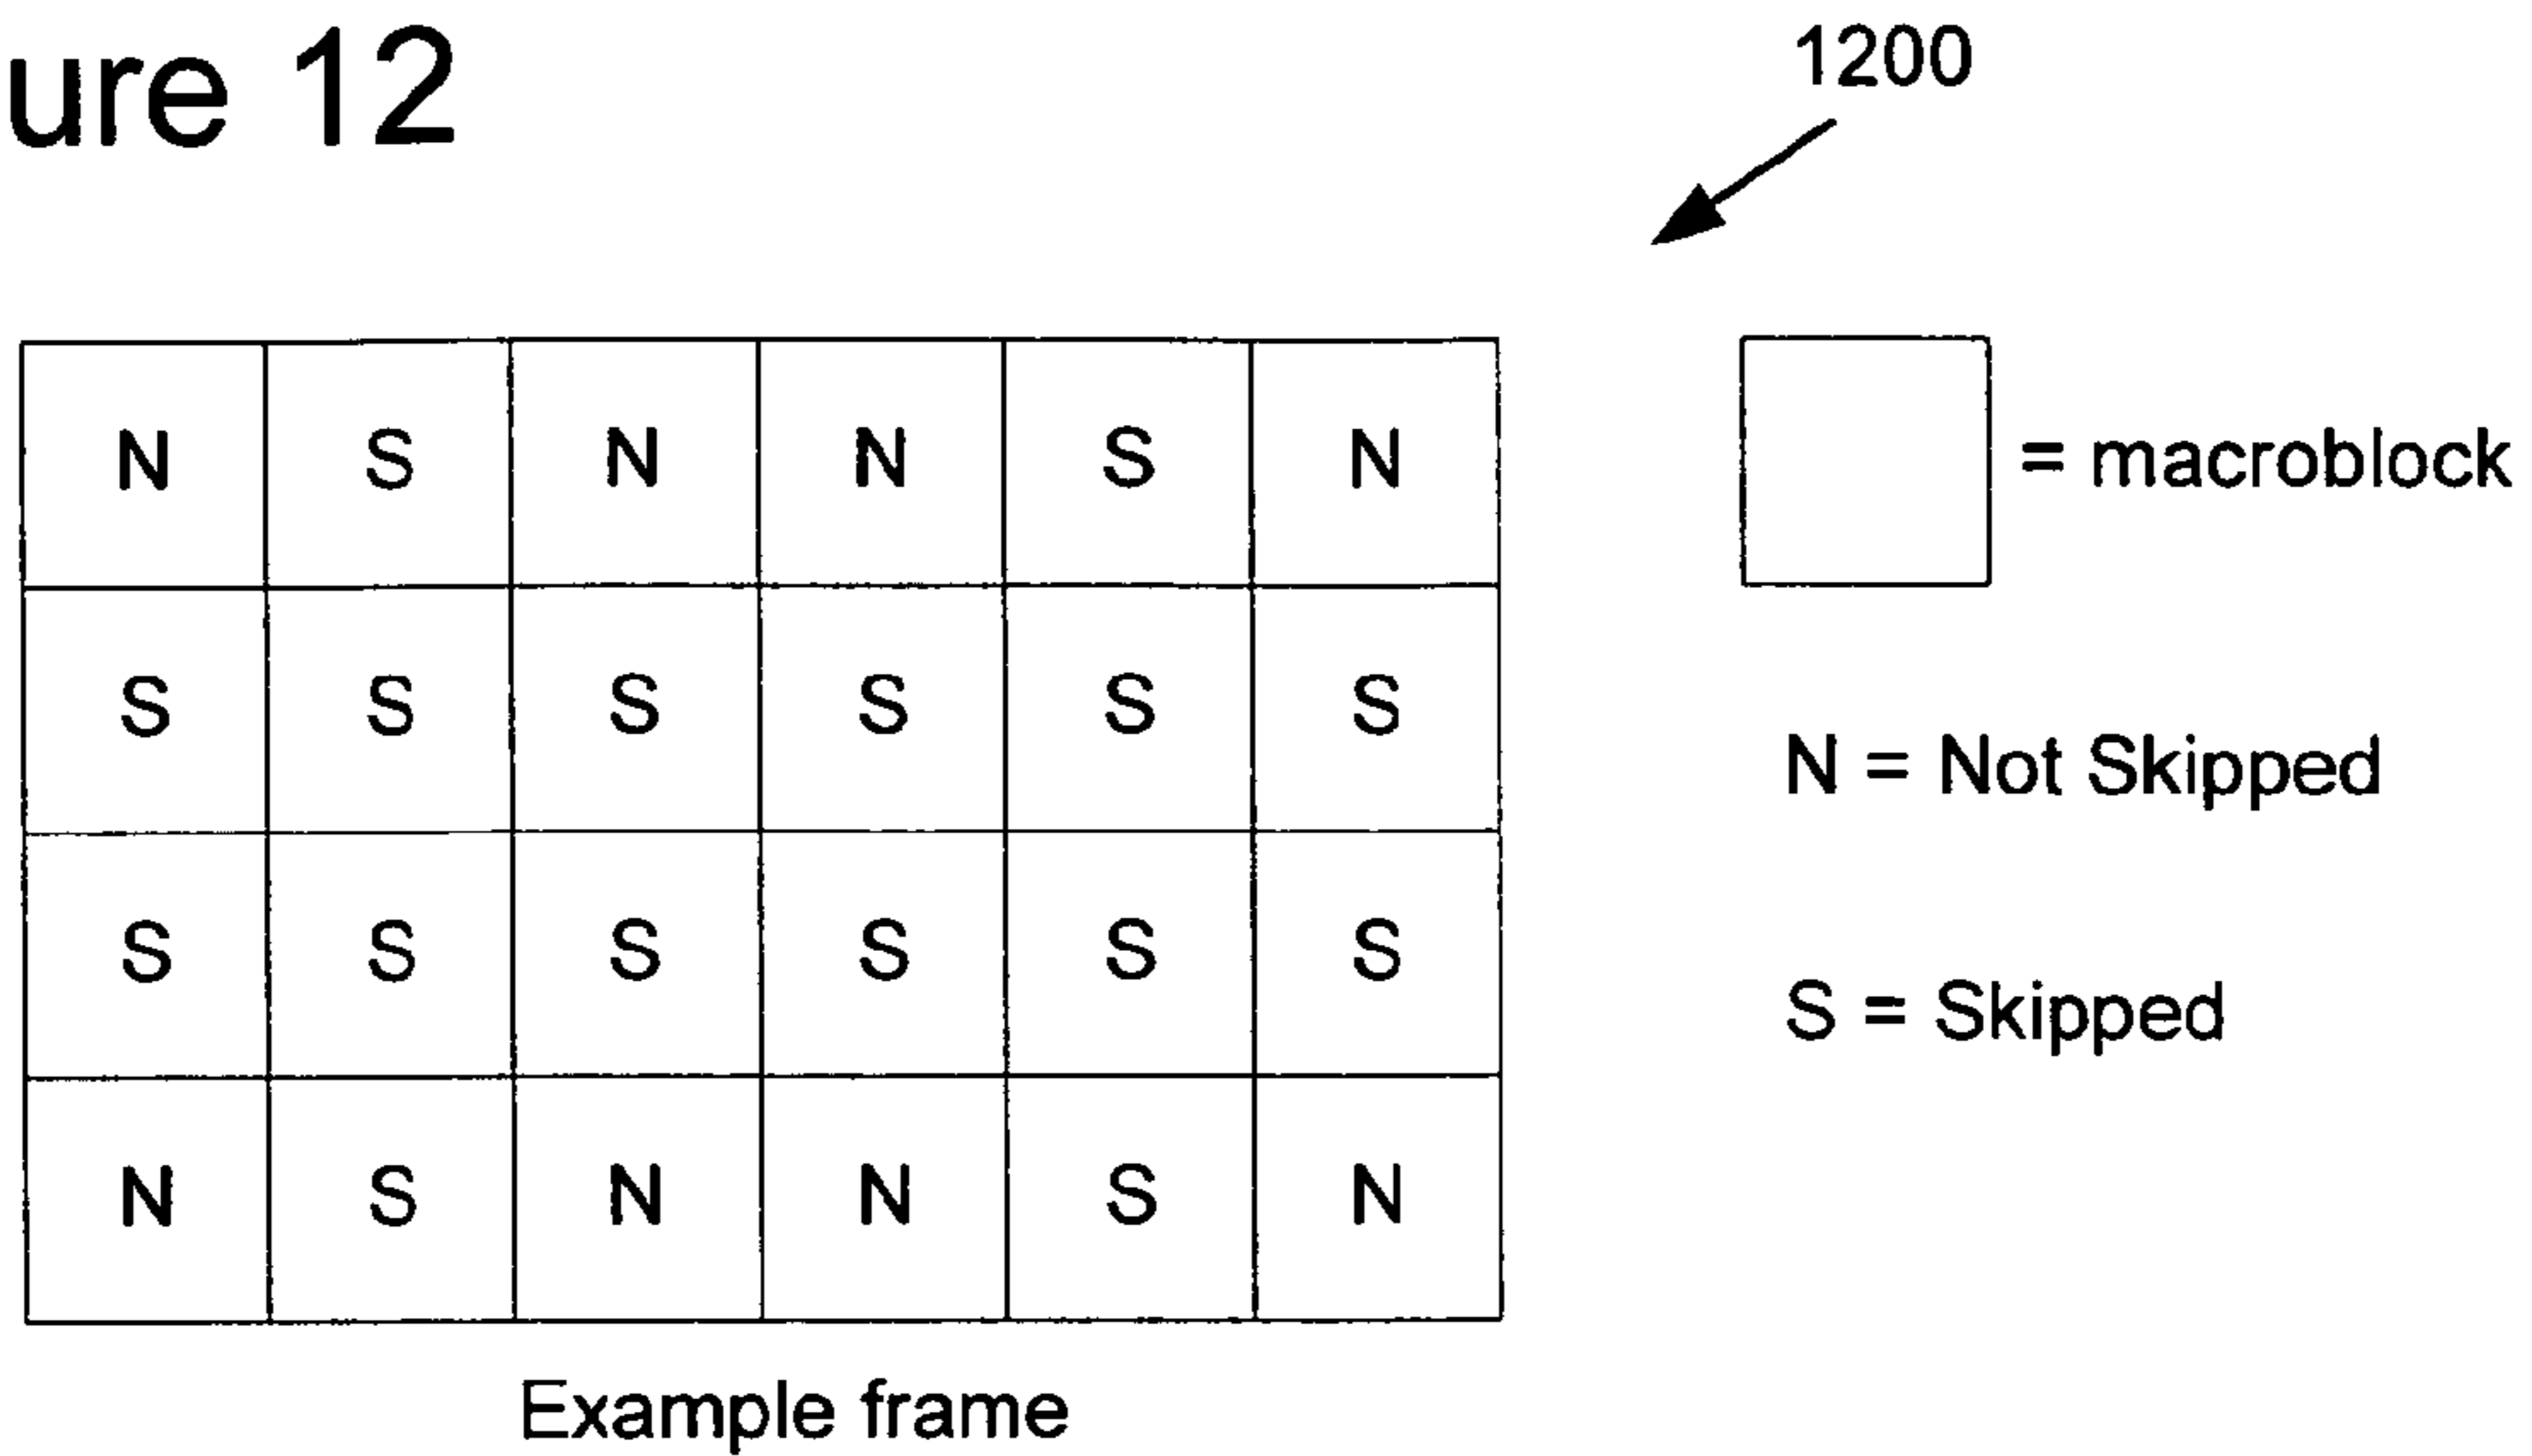 ure 12
1200
N S N N S N
S S S S S S
S S S S S S
N S N N S N
= macroblock
N = Not Skipped
S = Skipped
Example frame